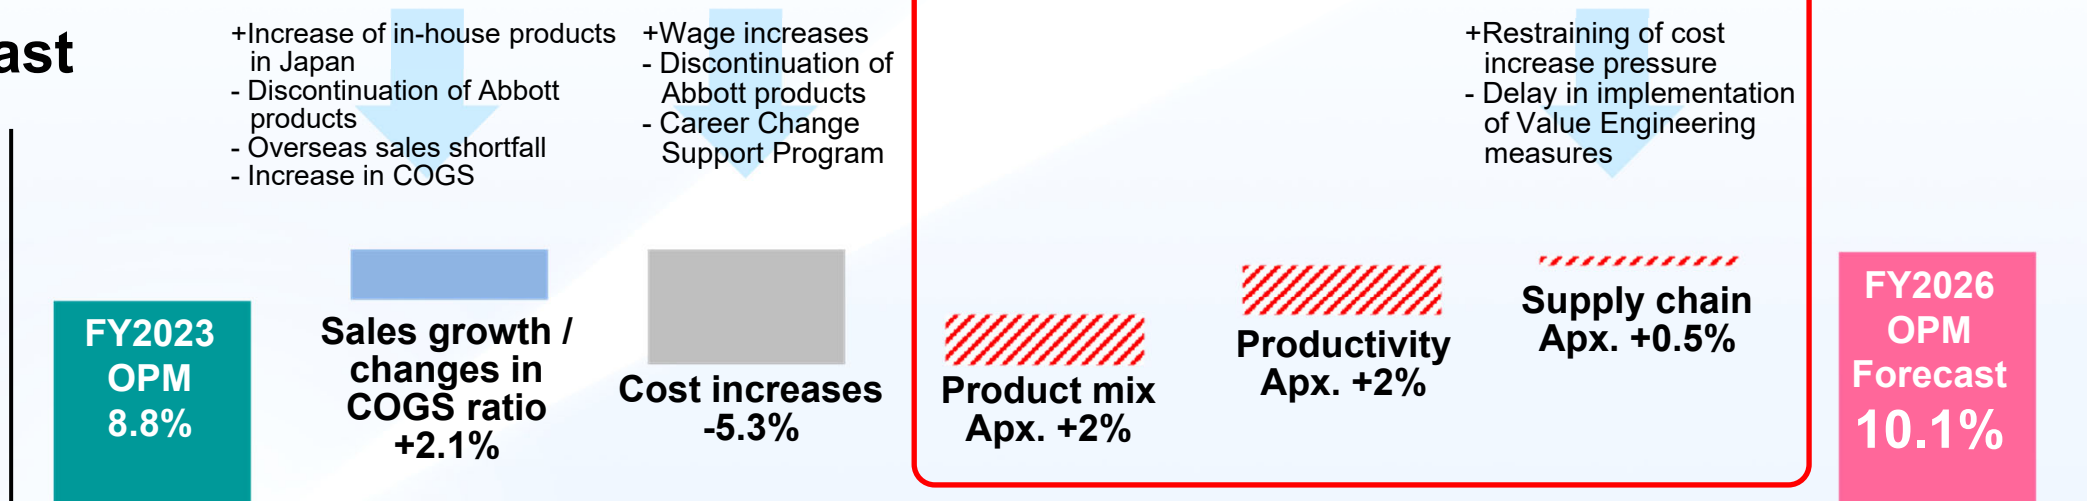 +Increase of in-house products
in Japan
- Discontinuation of Abbott
products
- Overseas sales shortfall
- Increase in COGS
+Wage increases
- Discontinuation of
Abbott products
- Career Change
Support Program
+Restraining of cost
increase pressure
- Delay in implementation
of Value Engineering
measures
FY2023
OPM
8.8%
Sales growth /
changes in
COGS ratio
+2.1%
Cost increases
-5.3%
Product mix
Apx. +2%
Productivity
Apx. +2%
Supply chain
Apx. +0.5%
FY2026
OPM
Forecast
10.1%